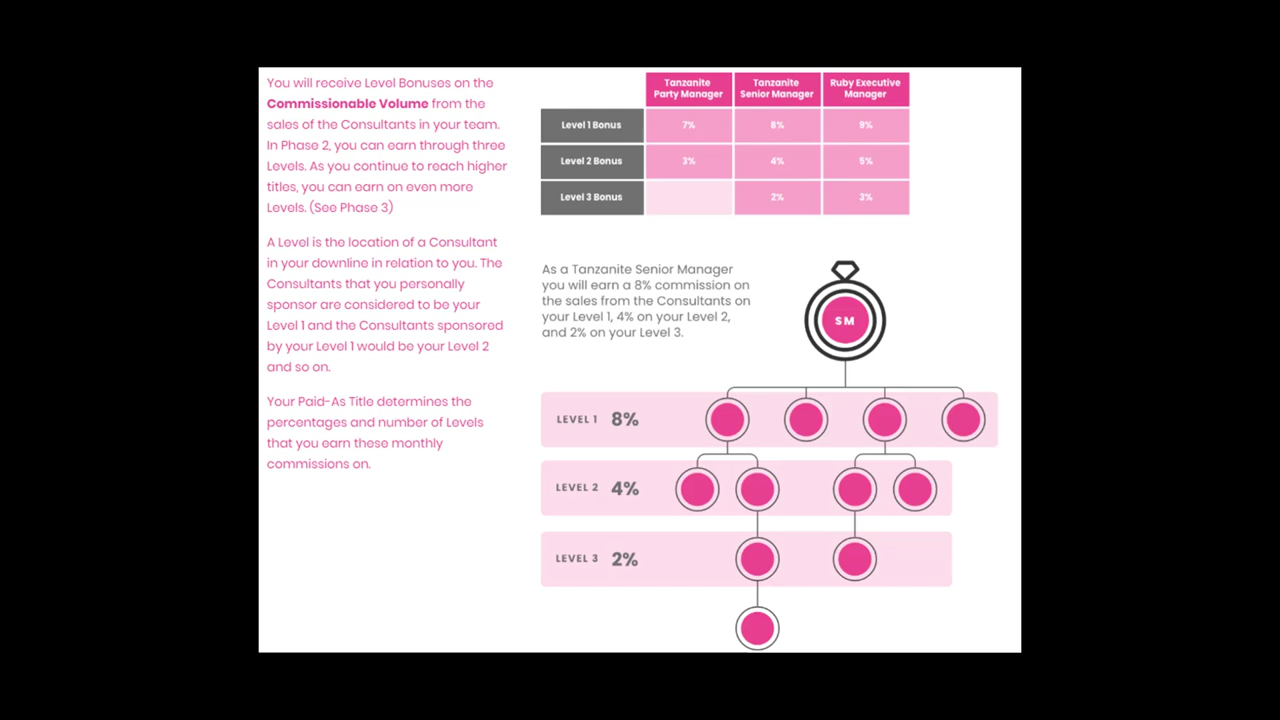 You will receive Level Bonuses on the
Commissionable Volume from the
sales of the Consultants in your team.
In Phase 2, you can earn through three
Levels. As you continue to reach higher
titles, you can earn on even more
Levels. (See Phase 3)
A Level is the location of a Consultant
in your downline in relation to you. The
Consultants that you personally
sponsor are considered to be your
Level 1 and the Consultants sponsored
by your Level 1 would be your Level 2
and so on.
Your Paid-As Title determines the
percentages and number of Levels
that you earn these monthly
commissions on.
Tanzanite Party Manager Tanzanite Senior Manager Ruby Executive Manager
Level 1 Bonus 7% 8% 9%
Level 2 Bonus 3% 4% 5%
Level 3 Bonus 2% 3%
As a Tanzanite Senior Manager
you will earn a 8% commission on
the sales from the Consultants on
your Level 1, 4% on your Level 2,
and 2% on your Level 3.
SM
LEVEL 1 8%
LEVEL 2 4%
LEVEL 3 2%